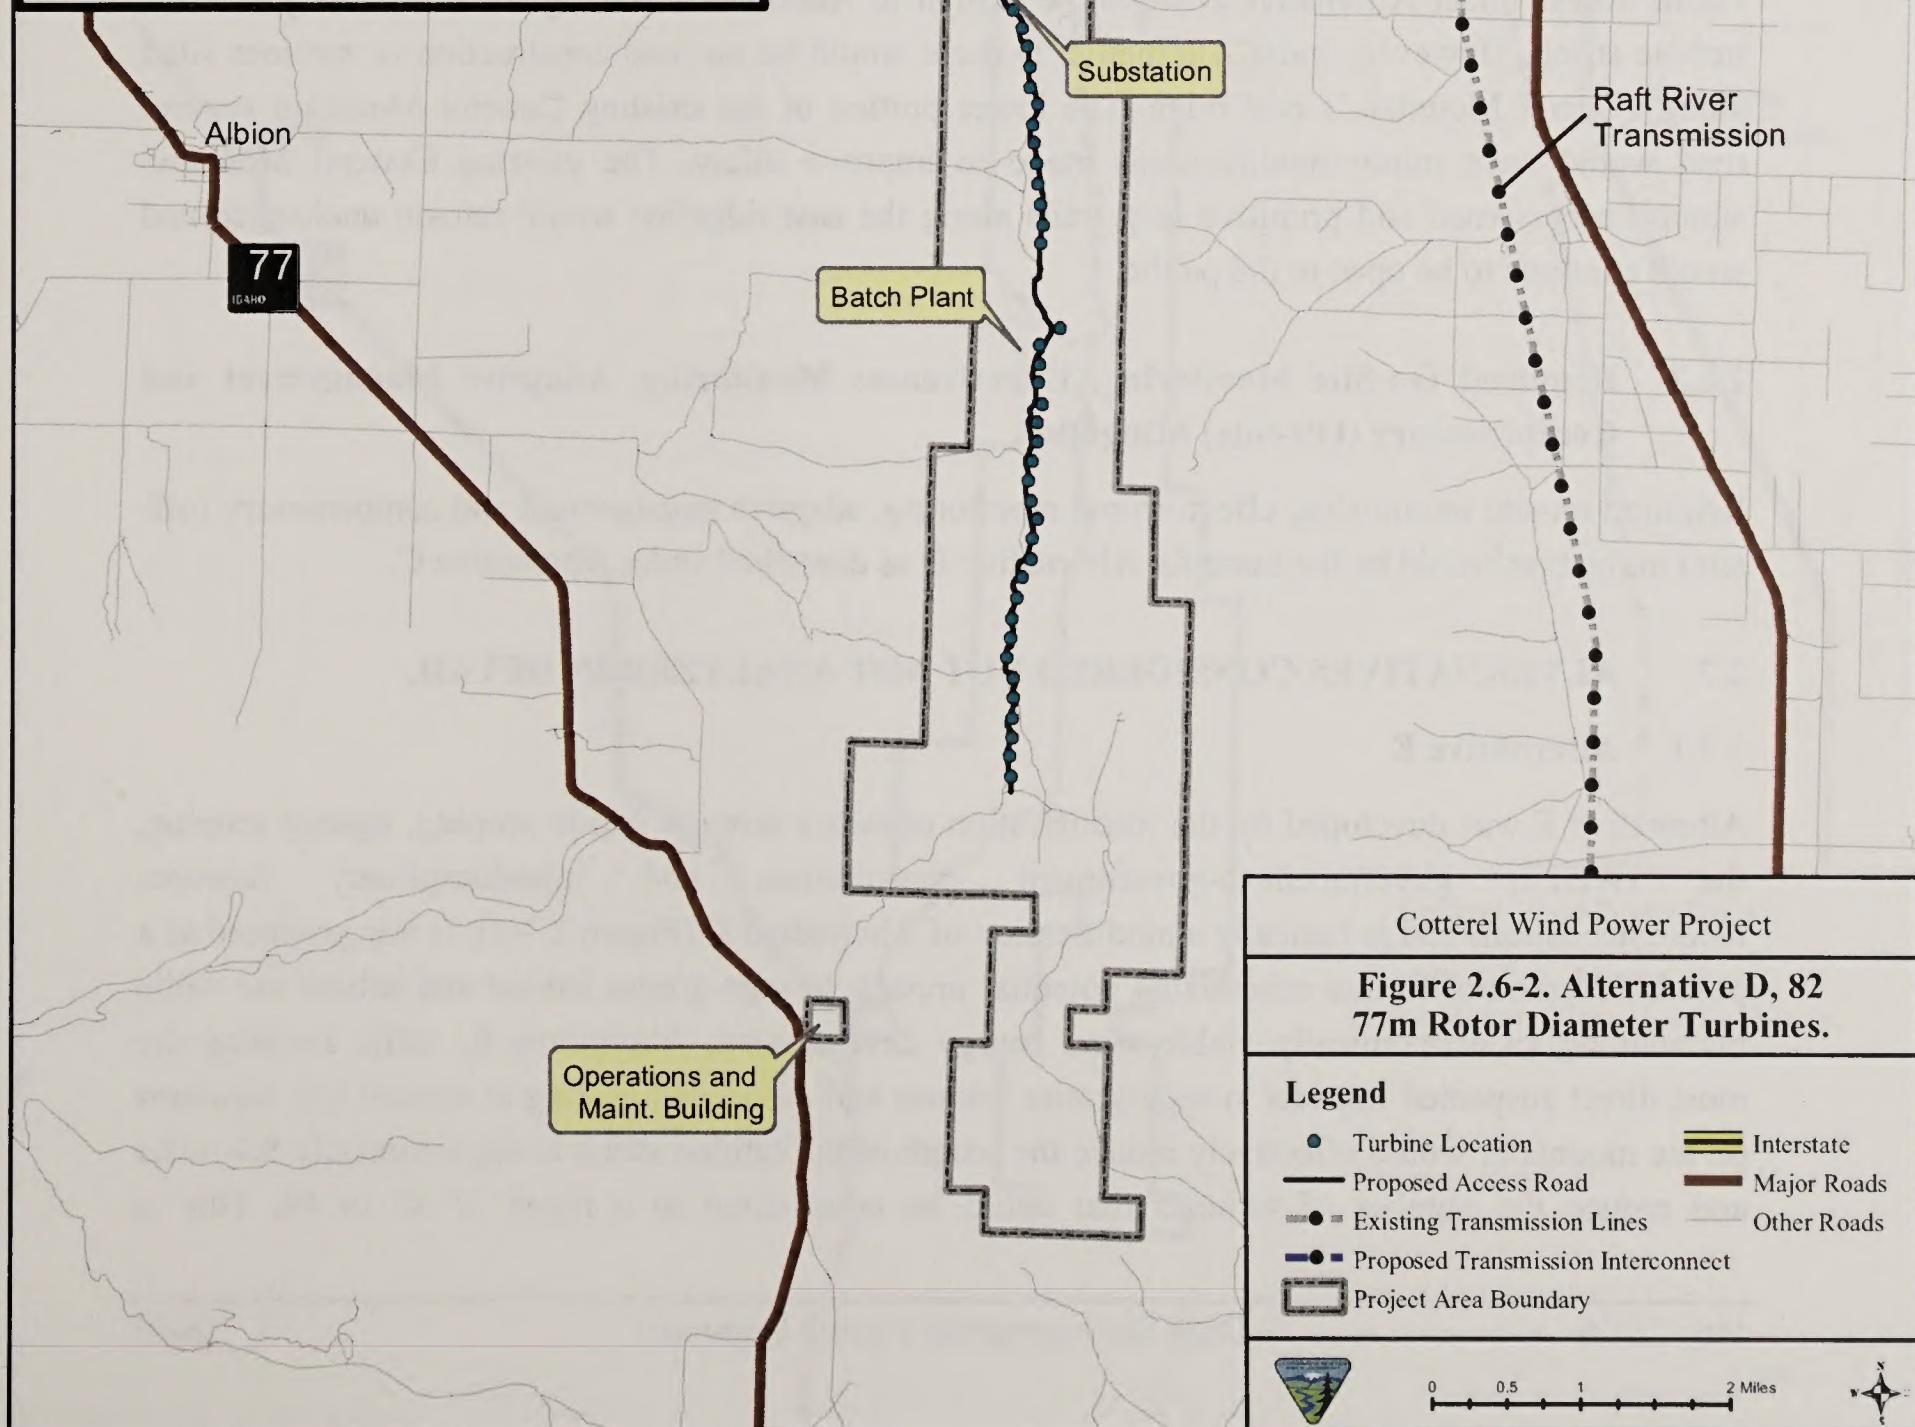 Substation
Raft River
Transmission
Albion
77
IDAHO
Batch Plant
Operations and
Maint. Building
Cotterel Wind Power Project
Figure 2.6-2. Alternative D, 82
77m Rotor Diameter Turbines.
Legend
Turbine Location
Proposed Access Road
Existing Transmission Lines
Proposed Transmission Interconnect
Project Area Boundary
Interstate
Major Roads
Other Roads
0 0.5 1 2 Miles
N
W